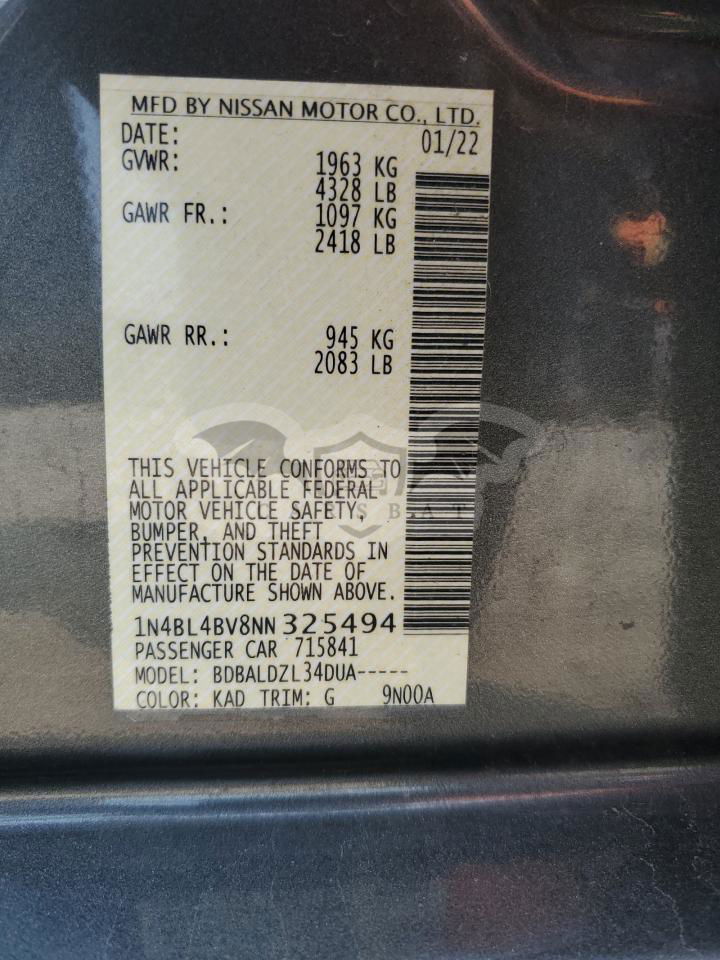 MFD BY NISSAN MOTOR CO., LTD.
DATE: 01/22
GVWR: 1963 KG
4328 LB
GAWR FR.: 1097 KG
2418 LB
GAWR RR.: 945 KG
2083 LB
THIS VEHICLE CONFORMS TO
ALL APPLICABLE FEDERAL
MOTOR VEHICLE SAFETY,
BUMPER, AND THEFT
PREVENTION STANDARDS IN
EFFECT ON THE DATE OF
MANUFACTURE SHOWN ABOVE.
1N4BL4BV8NN325494
PASSENGER CAR 715841
MODEL: BDBALDZL34DUA-----
COLOR: KAD TRIM: G 9N00A